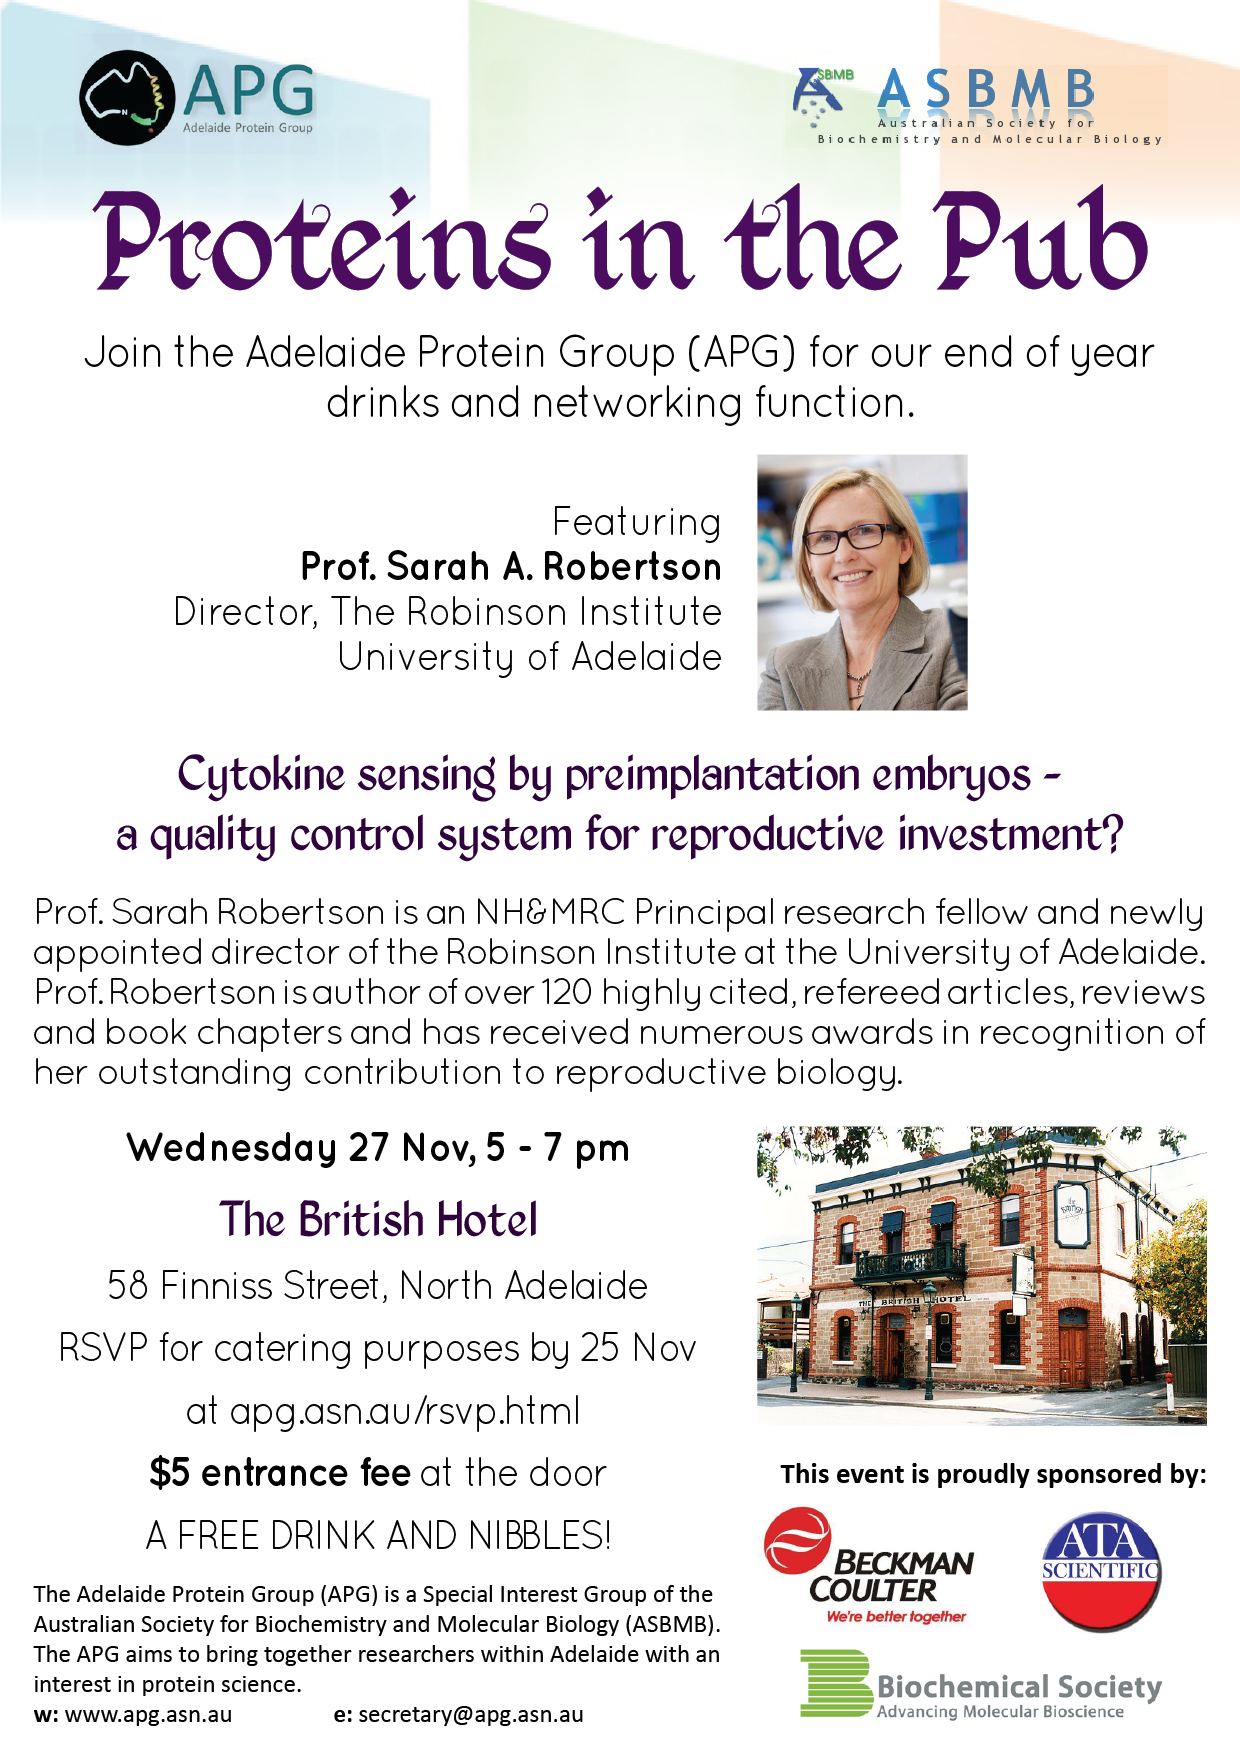 APG
Adelaide Protein Group
SBMB
ASBMB
Australian Society for
Biochemistry and Molecular Biology
Proteins in the Pub
Join the Adelaide Protein Group (APG) for our end of year
drinks and networking function.
Featuring
Prof. Sarah A. Robertson
Director, The Robinson Institute
University of Adelaide
Cytokine sensing by preimplantation embryos -
a quality control system for reproductive investment?
Prof. Sarah Robertson is an NH&MRC Principal research fellow and newly
appointed director of the Robinson Institute at the University of Adelaide.
Prof. Robertson is author of over 120 highly cited, refereed articles, reviews
and book chapters and has received numerous awards in recognition of
her outstanding contribution to reproductive biology.
Wednesday 27 Nov, 5 - 7 pm
The British Hotel
58 Finniss Street, North Adelaide
RSVP for catering purposes by 25 Nov
at apg.asn.au/rsvp.html
$5 entrance fee at the door
A FREE DRINK AND NIBBLES!
The Adelaide Protein Group (APG) is a Special Interest Group of the
Australian Society for Biochemistry and Molecular Biology (ASBMB).
The APG aims to bring together researchers within Adelaide with an
interest in protein science.
w: www.apg.asn.au e: secretary@apg.asn.au
the
British
THE BRITISH HOTEL
This event is proudly sponsored by:
BECKMAN
COULTER
We're better together
ATA
SCIENTIFIC
Biochemical Society
Advancing Molecular Bioscience